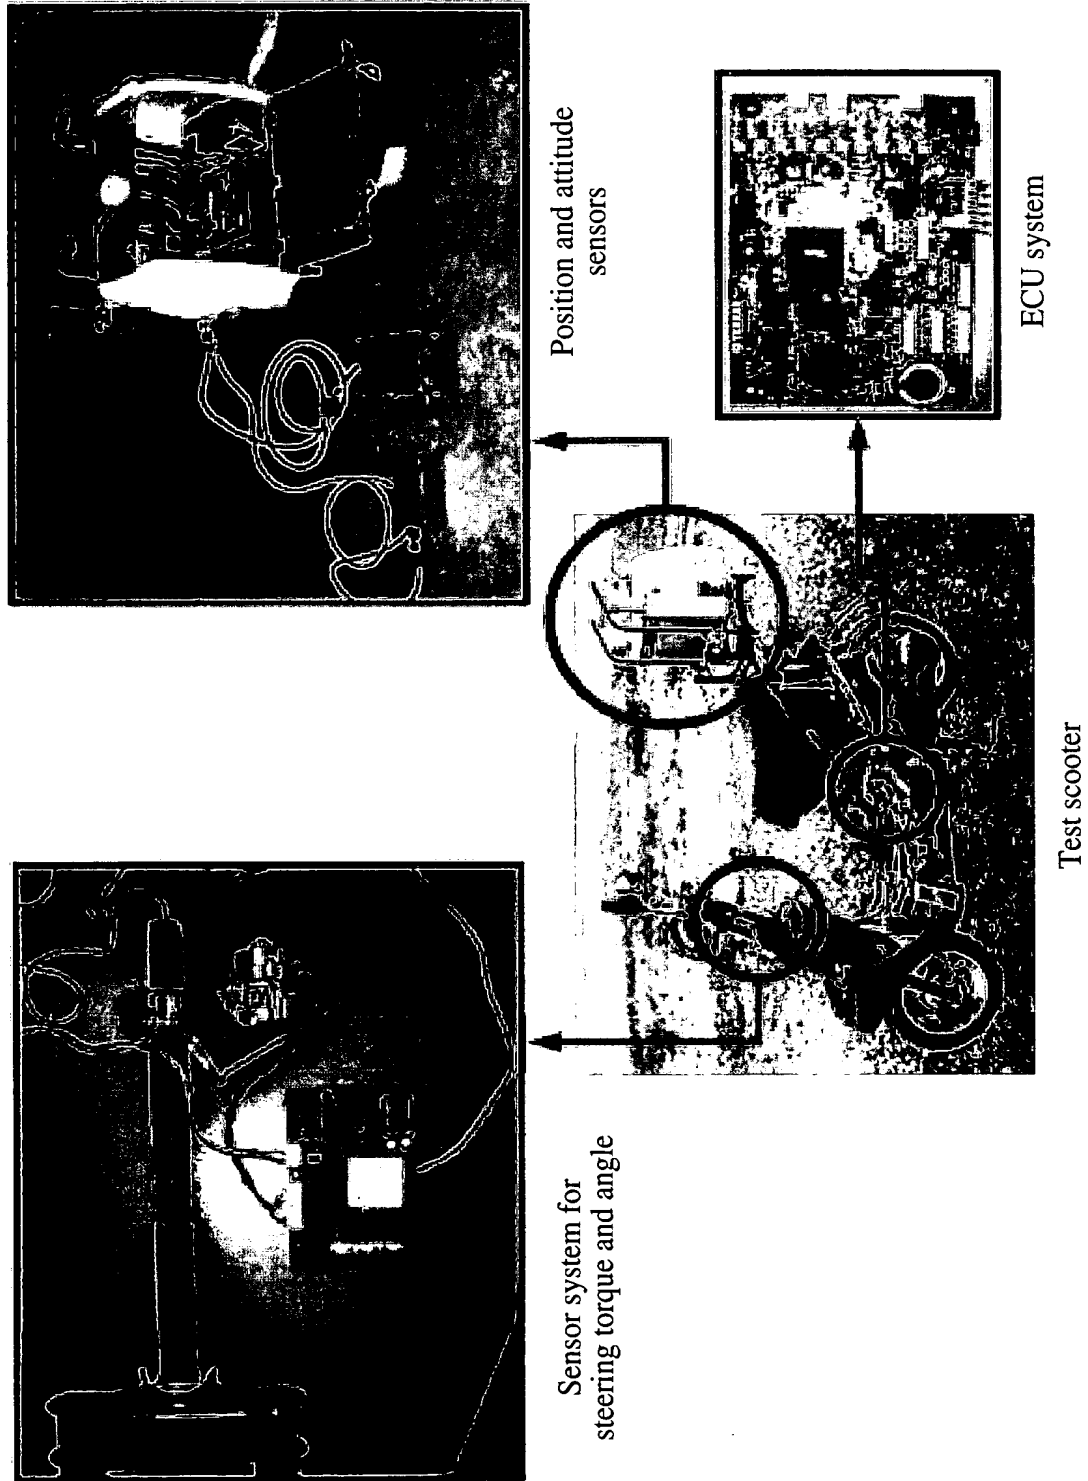 Sensor system for
steering torque and angle
Position and attitude
sensors
Test scooter
ECU system